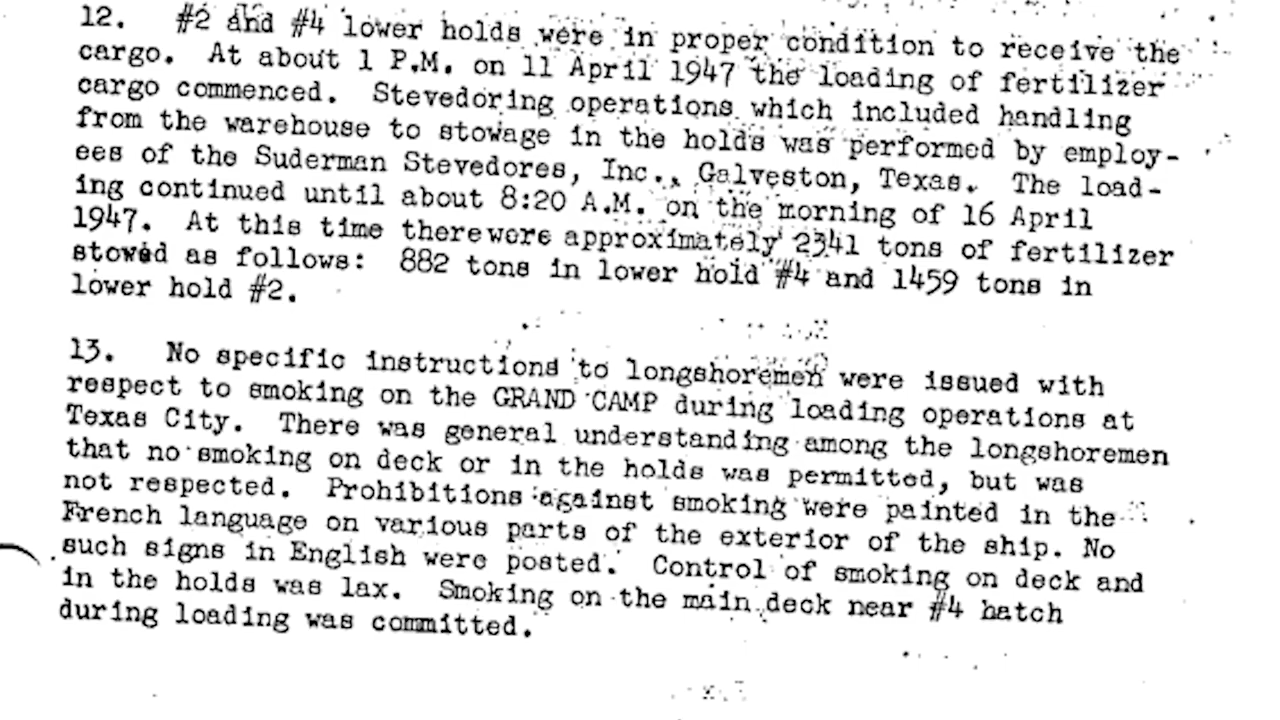 12. #2 and #4 lower holds were in proper condition to receive the
cargo. At about 1 P.M. on 11 April 1947 the loading of fertilizer
cargo commenced. Stevedoring operations which included handling
from the warehouse to stowage in the holds was performed by employ-
ees of the Suderman Stevedores, Inc., Galveston, Texas. The load-
ing continued until about 8:20 A.M. on the morning of 16 April
1947. At this time there were approximately 2341 tons of fertilizer
stowed as follows: 882 tons in lower hold #4 and 1459 tons in
lower hold #2.
13. No specific instructions to longshoremen were issued with
respect to smoking on the GRAND CAMP during loading operations at
Texas City. There was general understanding among the longshoremen
that no smoking on deck or in the holds was permitted, but was
not respected. Prohibitions against smoking were painted in the
French language on various parts of the exterior of the ship. No
such signs in English were posted. Control of smoking on deck and
in the holds was lax. Smoking on the main deck near #4 hatch
during loading was committed.